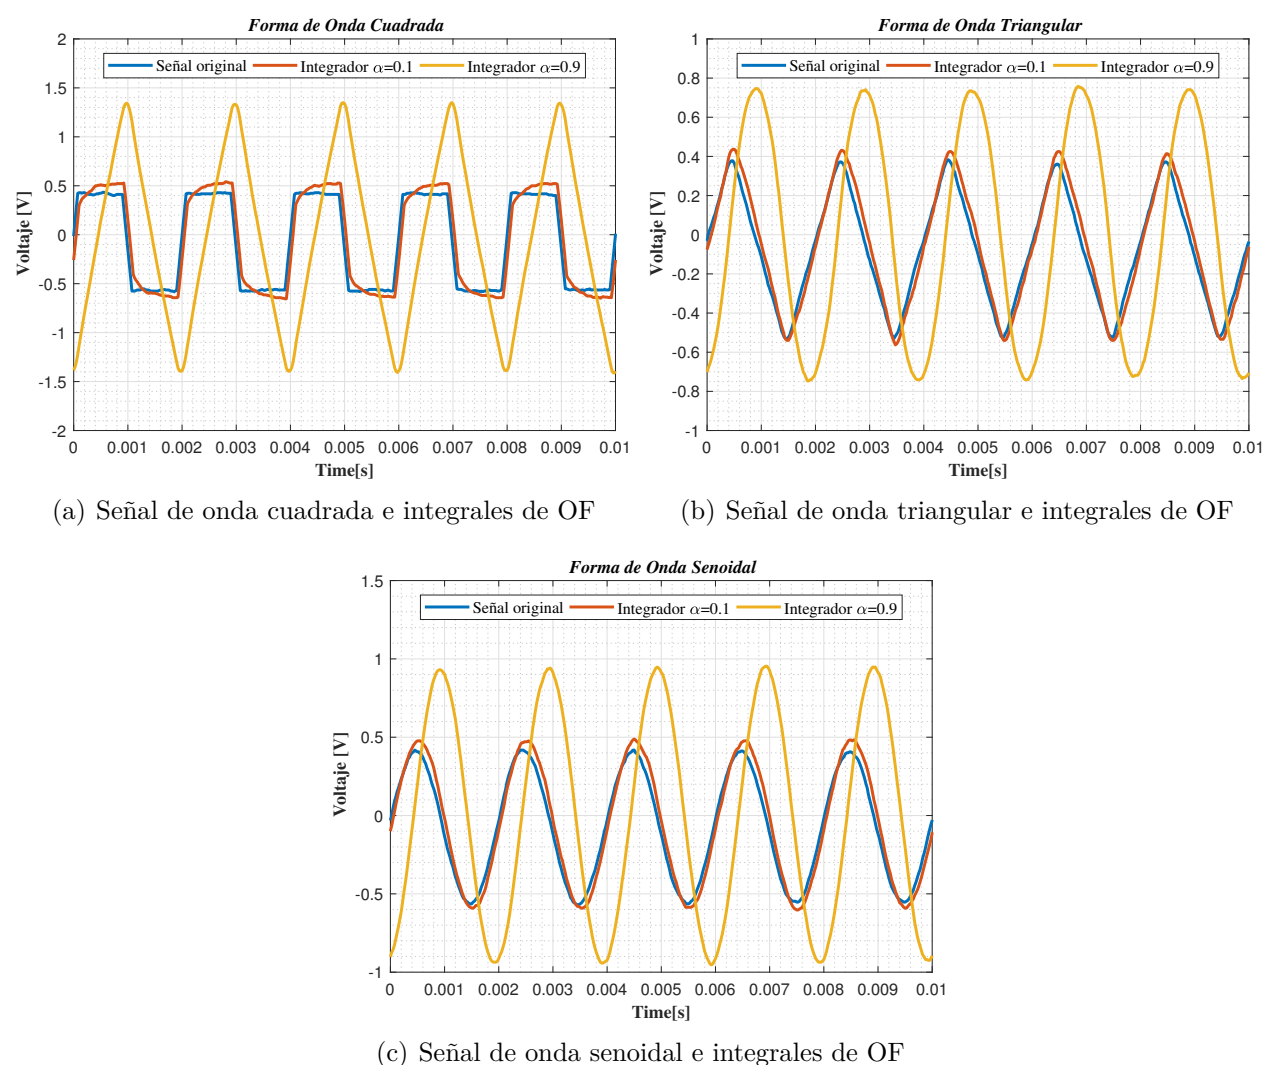 Forma de Onda Cuadrada
Señal original Integrador α=0.1 Integrador α=0.9
2
1.5
1
0.5
0
-0.5
-1
-1.5
-2
Voltaje [V]
0 0.001 0.002 0.003 0.004 0.005 0.006 0.007 0.008 0.009 0.01
Time[s]
(a) Señal de onda cuadrada e integrales de OF
Forma de Onda Triangular
Señal original Integrador α=0.1 Integrador α=0.9
1
0.8
0.6
0.4
0.2
0
-0.2
-0.4
-0.6
-0.8
-1
Voltaje [V]
0 0.001 0.002 0.003 0.004 0.005 0.006 0.007 0.008 0.009 0.01
Time[s]
(b) Señal de onda triangular e integrales de OF
Forma de Onda Senoidal
Señal original Integrador α=0.1 Integrador α=0.9
1.5
1
0.5
0
-0.5
-1
Voltaje [V]
0 0.001 0.002 0.003 0.004 0.005 0.006 0.007 0.008 0.009 0.01
Time[s]
(c) Señal de onda senoidal e integrales de OF